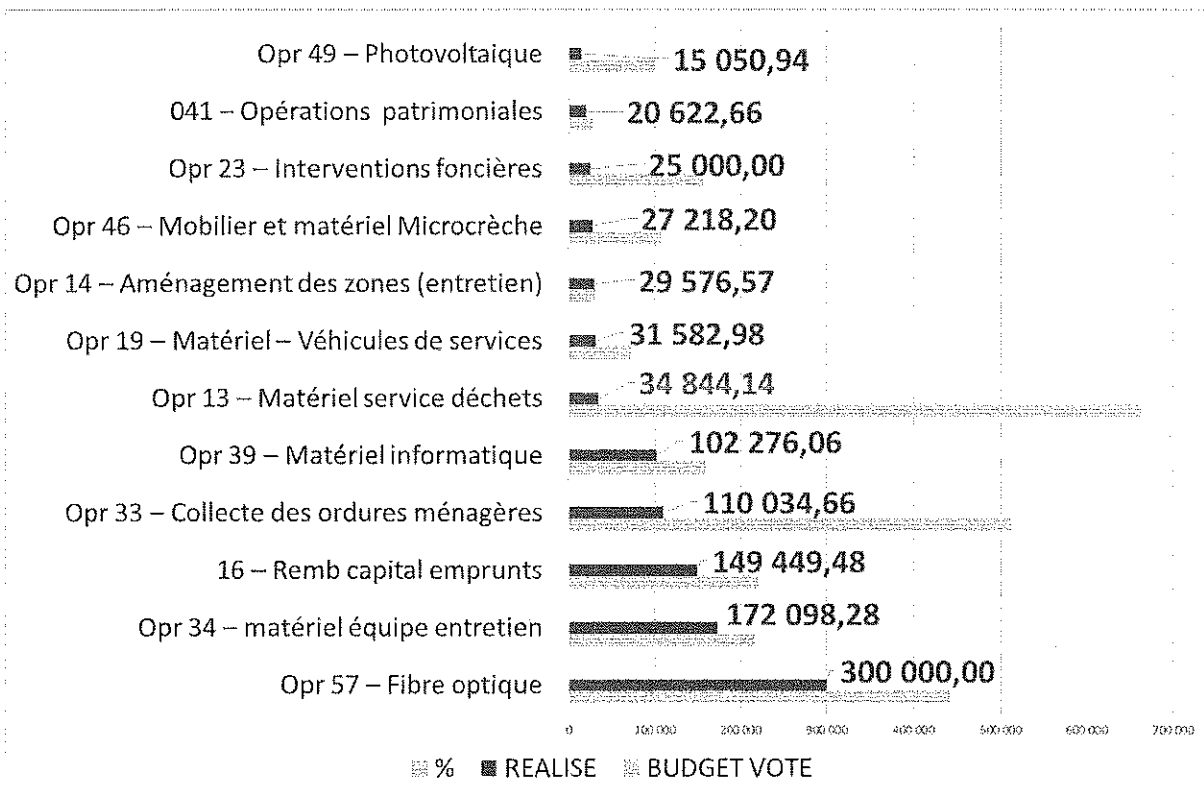 Opr 49 – Photovoltaique 15 050,94
041 – Opérations patrimoniales 20 622,66
Opr 23 – Interventions foncières 25 000,00
Opr 46 – Mobilier et matériel Microcrèche 27 218,20
Opr 14 – Aménagement des zones (entretien) 29 576,57
Opr 19 – Matériel – Véhicules de services 31 582,98
Opr 13 – Matériel service déchets 34 844,14
Opr 39 – Matériel informatique 102 276,06
Opr 33 – Collecte des ordures ménagères 110 034,66
16 – Remb capital emprunts 149 449,48
Opr 34 – matériel équipe entretien 172 098,28
Opr 57 – Fibre optique 300 000,00
0 100 000 200 000 300 000 400 000 500 000 600 000 700 000
% REALISE BUDGET VOTE